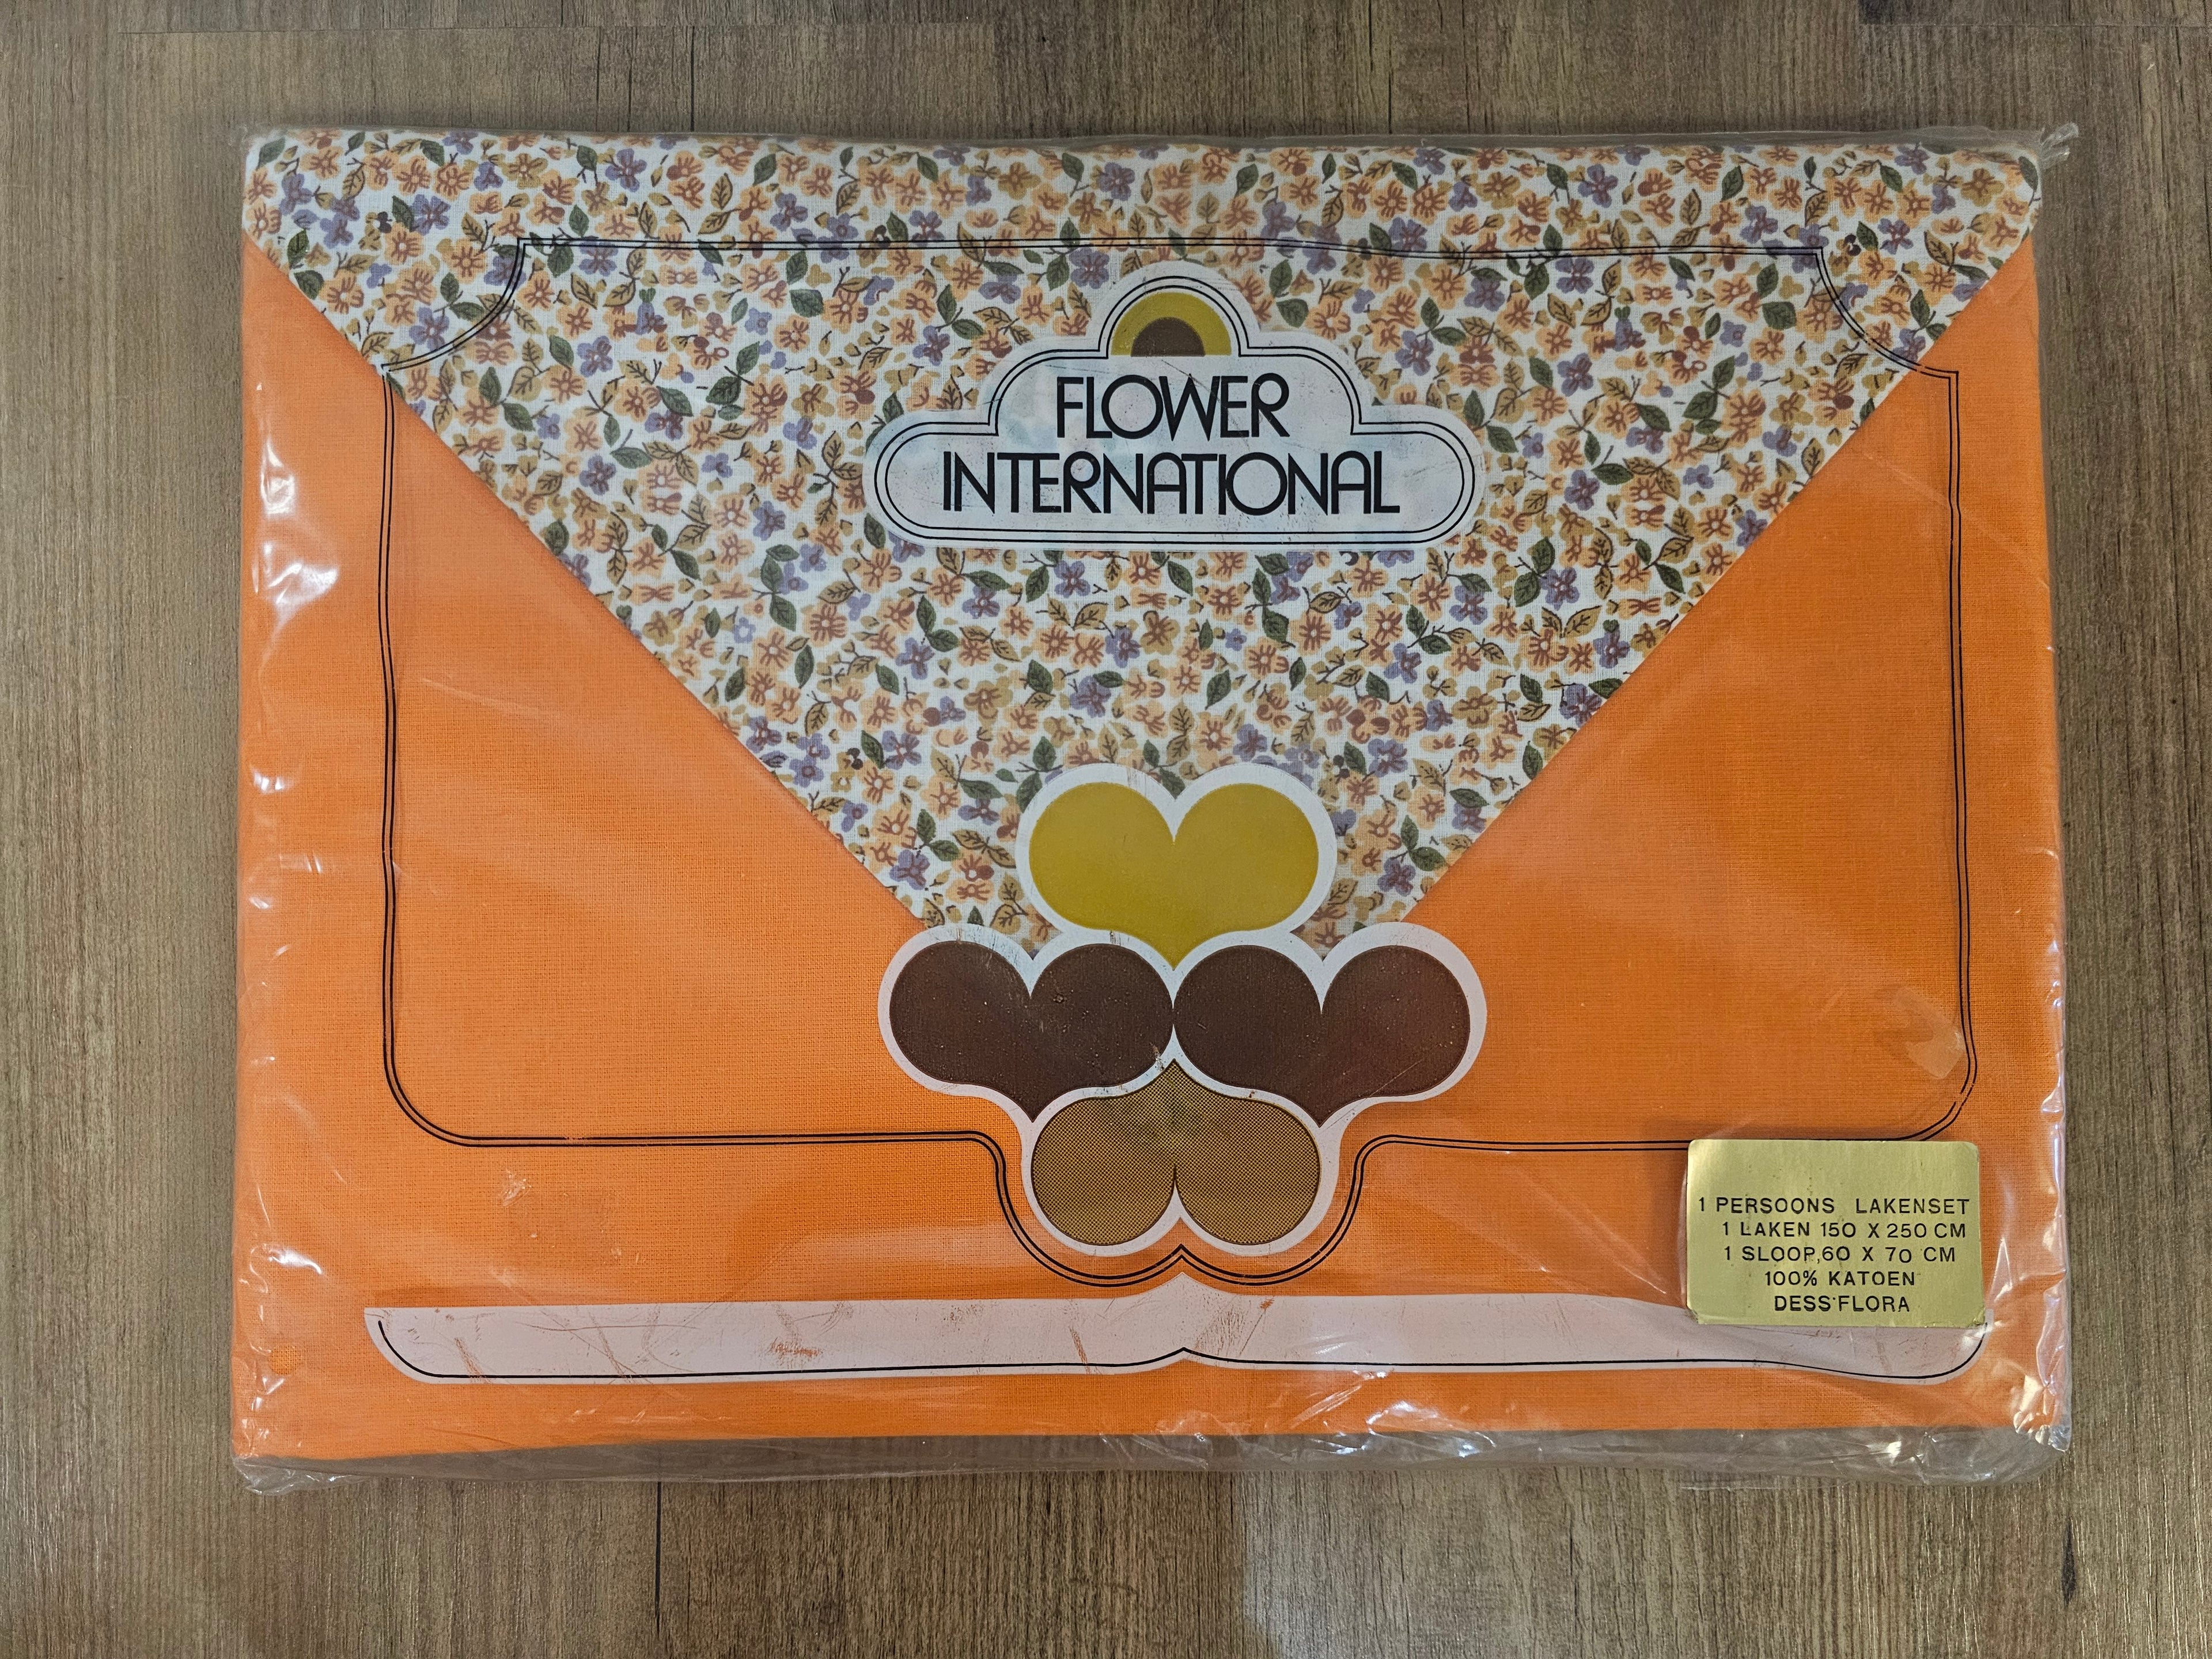 FLOWER
INTERNATIONAL
1 PERSOONS LAKENSET
1 LAKEN 150 X 250 CM
1 SLOOP,60 X 70 CM
100% KATOEN
DESS FLORA